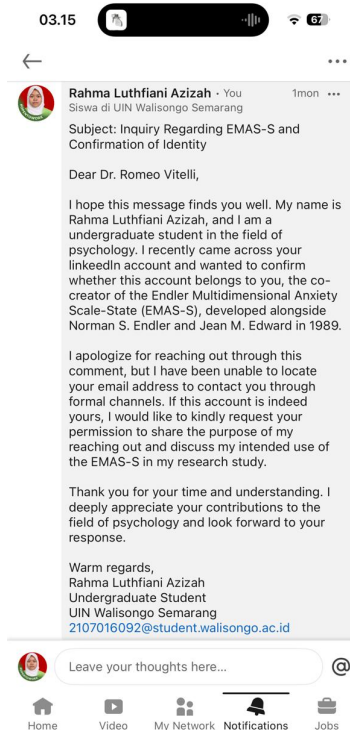 03.15
67
Rahma Luthfiani Azizah • You
1mon
Siswa di UIN Walisongo Semarang
Subject: Inquiry Regarding EMAS-S and
Confirmation of Identity
Dear Dr. Romeo Vitelli,
I hope this message finds you well. My name is
Rahma Luthfiani Azizah, and I am a
undergraduate student in the field of
psychology. I recently came across your
linkeedIn account and wanted to confirm
whether this account belongs to you, the co-
creator of the Endler Multidimensional Anxiety
Scale-State (EMAS-S), developed alongside
Norman S. Endler and Jean M. Edward in 1989.
I apologize for reaching out through this
comment, but I have been unable to locate
your email address to contact you through
formal channels. If this account is indeed
yours, I would like to kindly request your
permission to share the purpose of my
reaching out and discuss my intended use of
the EMAS-S in my research study.
Thank you for your time and understanding. I
deeply appreciate your contributions to the
field of psychology and look forward to your
response.
Warm regards,
Rahma Luthfiani Azizah
Undergraduate Student
UIN Walisongo Semarang
2107016092@student.walisongo.ac.id
Leave your thoughts here...
@
Home
Video
My Network
Notifications
Jobs